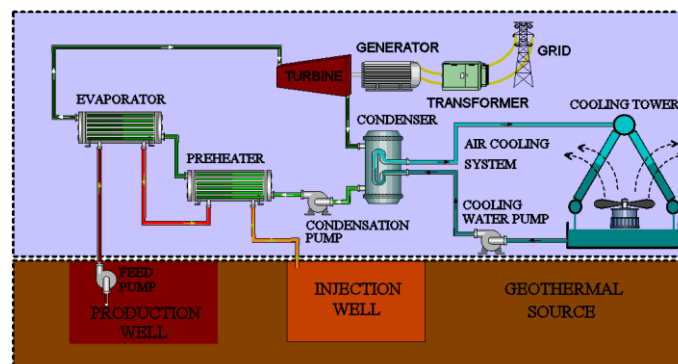 GENERATOR
GRID
TURBINE
TRANSFORMER
EVAPORATOR
CONDENSER
COOLING TOWER
PREHEATER
AIR COOLING
SYSTEM
CONDENSATION
PUMP
COOLING
WATER PUMP
FEED
PUMP
PRODUCTION
WELL
INJECTION
WELL
GEOTHERMAL
SOURCE